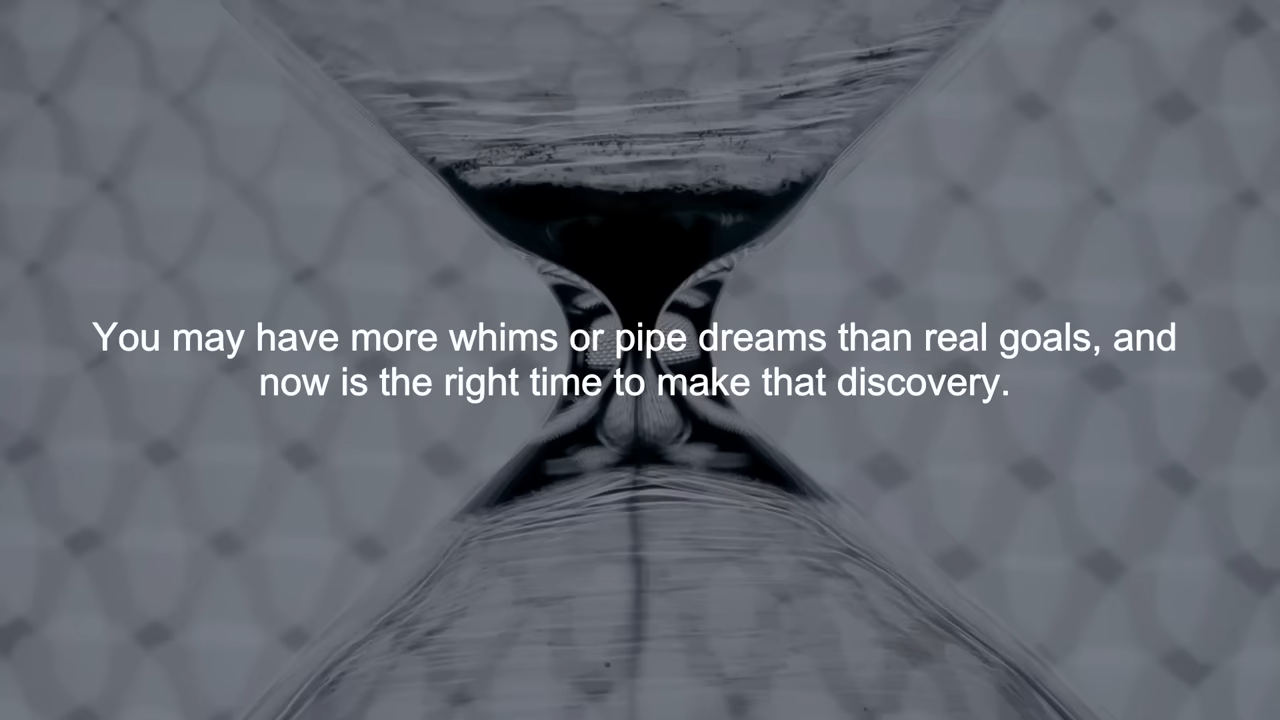 You may have more whims or pipe dreams than real goals, and
now is the right time to make that discovery.